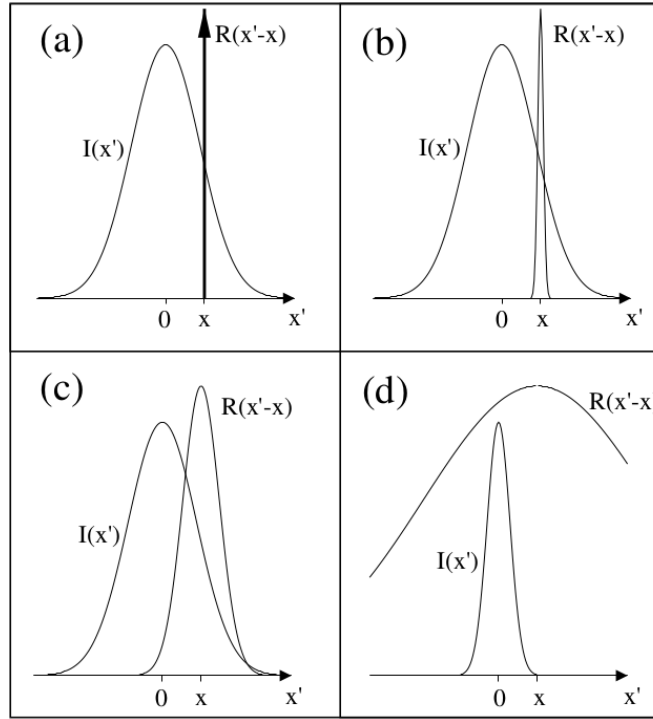 (a)
R(x'-x)
I(x')
0
x
x'
(b)
R(x'-x)
I(x')
0
x
x'
(c)
R(x'-x)
I(x')
0
x
x'
(d)
R(x'-x
I(x')
0
x
x'